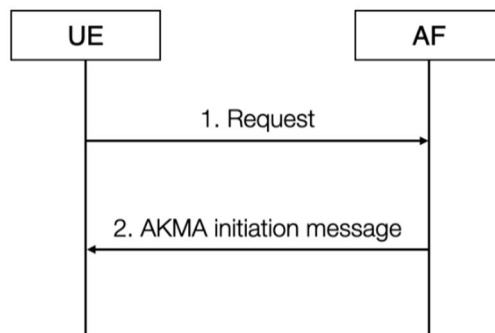 UE
AF
1. Request
2. AKMA initiation message